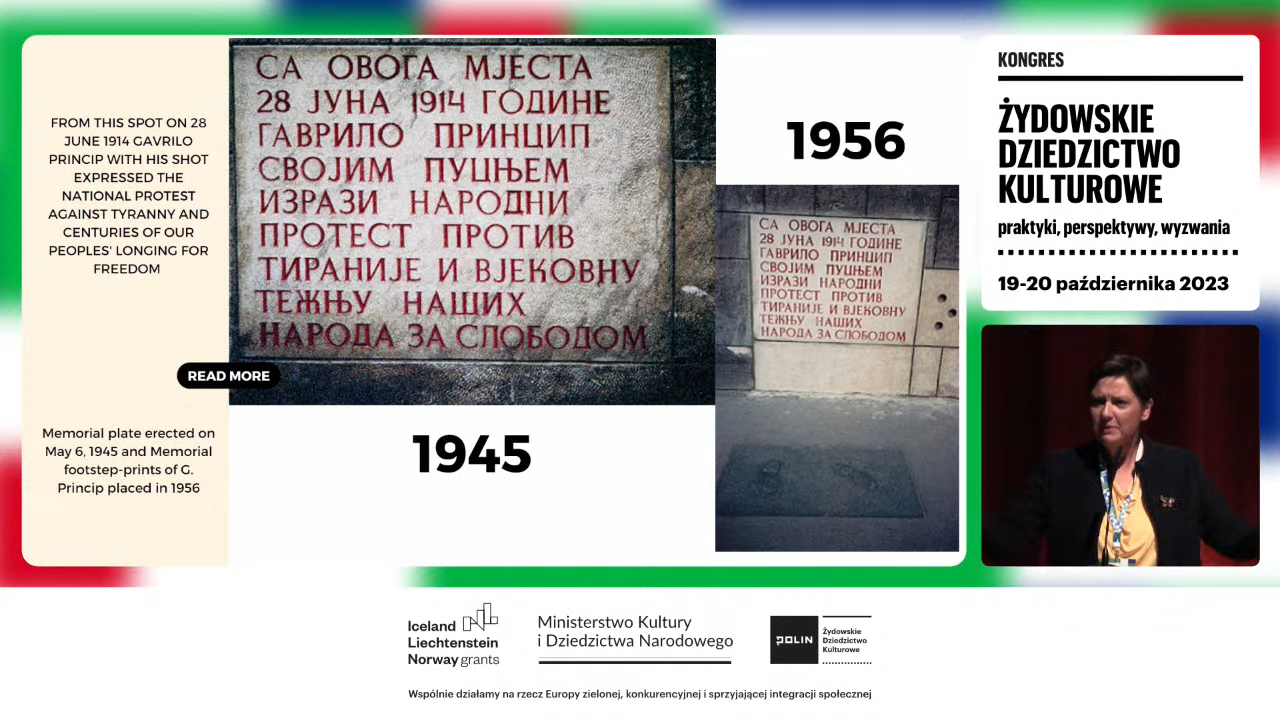 FROM THIS SPOT ON 28
JUNE 1914 GAVRILO
PRINCIP WITH HIS SHOT
EXPRESSED THE
NATIONAL PROTEST
AGAINST TYRANNY AND
CENTURIES OF OUR
PEOPLES' LONGING FOR
FREEDOM
READ MORE
Memorial plate erected on
May 6, 1945 and Memorial
footstep-prints of G.
Princip placed in 1956
СА ОВОГА МЈЕСТА
28 ЈУНА 1914 ГОДИНЕ
ГАВРИЛО ПРИНЦИП
СВОЈИМ ПУЦЊЕМ
ИЗРАЗИ НАРОДНИ
ПРОТЕСТ ПРОТИВ
ТИРАНИЈЕ И ВЈЕКОВНУ
ТЕЖЊУ НАШИХ
НАРОДА ЗА СЛОБОДОМ
1945
1956
СА ОВОГА МЈЕСТА
28 ЈУНА 1914 ГОДИНЕ
ГАВРИЛО ПРИНЦИП
СВОЈИМ ПУЦЊЕМ
ИЗРАЗИ НАРОДНИ
ПРОТЕСТ ПРОТИВ
ТИРАНИЈЕ И ВЈЕКОВНУ
ТЕЖЊУ НАШИХ
НАРОДА ЗА СЛОБОДОМ
KONGRES
ŻYDOWSKIE
DZIEDZICTWO
KULTUROWE
praktyki, perspektywy, wyzwania
19-20 października 2023
Iceland
Liechtenstein
Norway grants
Ministerstwo Kultury
i Dziedzictwa Narodowego
POLIN
Żydowskie
Dziedzictwo
Kulturowe
Wspólnie działamy na rzecz Europy zielonej, konkurencyjnej i sprzyjającej integracji społecznej